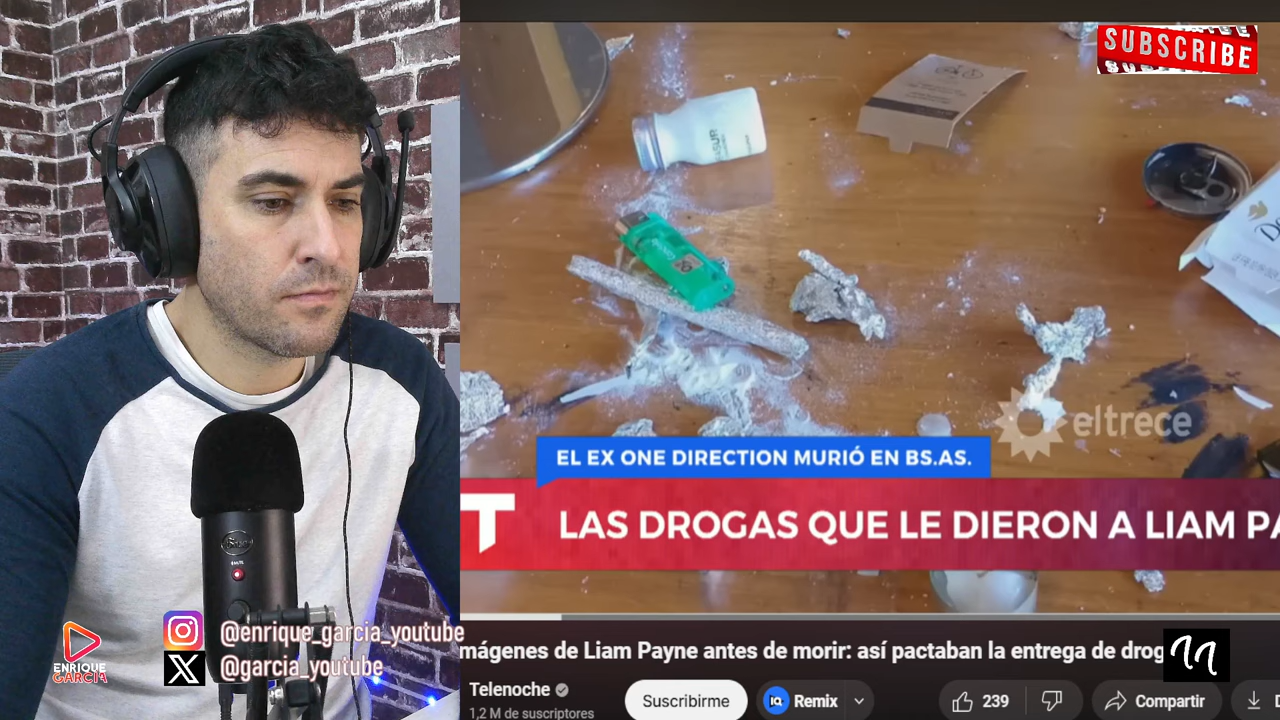 SUBSCRIBE
eltrece
EL EX ONE DIRECTION MURIÓ EN BS.AS.
LAS DROGAS QUE LE DIERON A LIAM PA
@enrique_garcia_youtube
@garcia_youtube
ENRIQUE
GARCIA
mágenes de Liam Payne antes de morir: así pactaban la entrega de drog
Telenoche
1,2 M de suscriptores
Suscribirme
Remix
239
Compartir